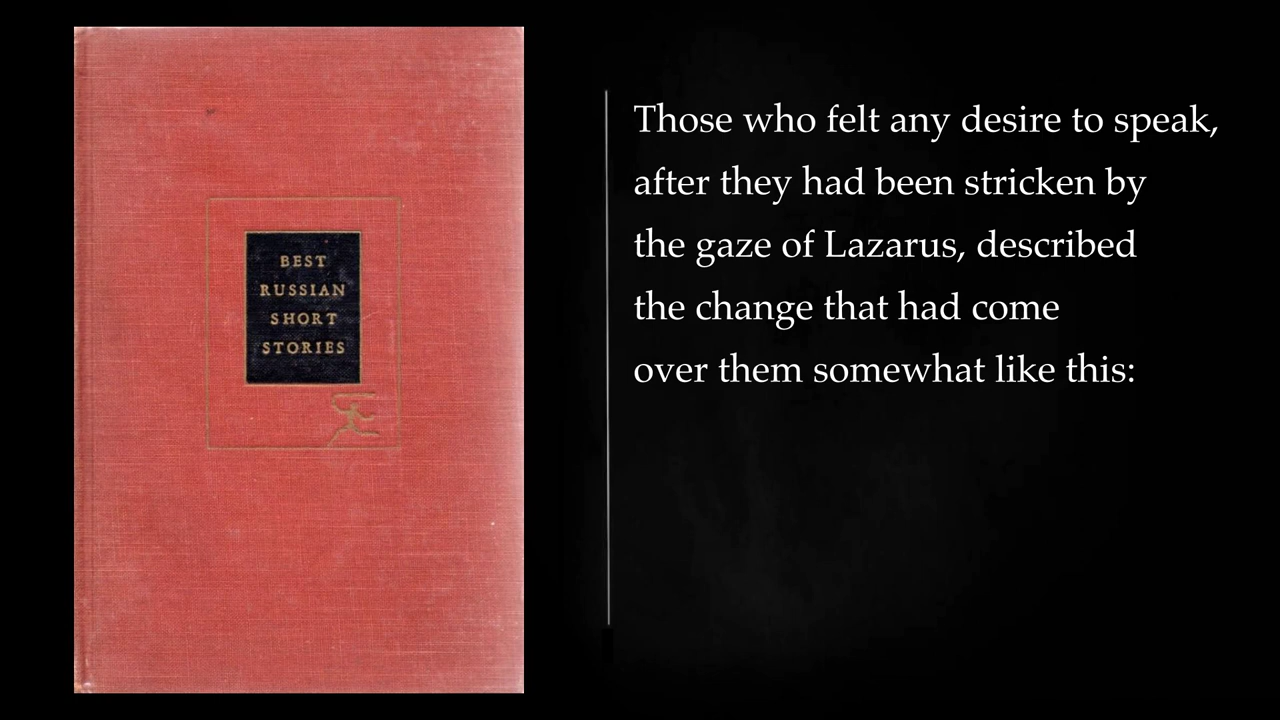 BEST
RUSSIAN
SHORT
STORIES
Those who felt any desire to speak,
after they had been stricken by
the gaze of Lazarus, described
the change that had come
over them somewhat like this: